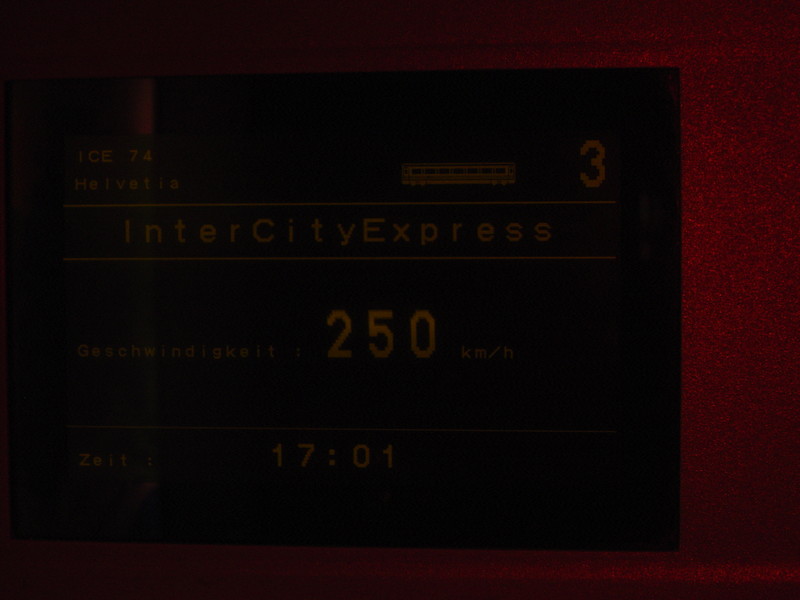 ICE 74
Helvetia
3
InterCityExpress
Geschwindigkeit : 250 km/h
Zeit : 17:01